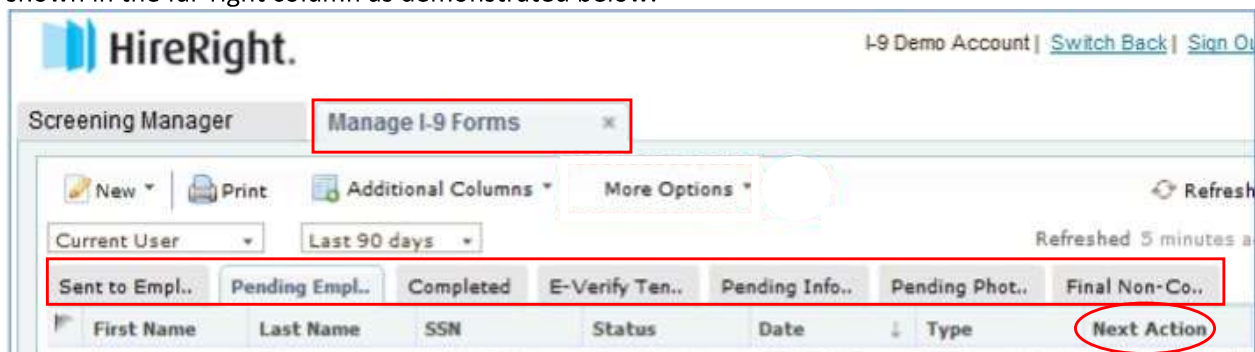 shown in the far right column as demonstrated below.
HireRight.
I-9 Demo Account | Switch Back | Sign Ou
Screening Manager Manage I-9 Forms ×
New Print Additional Columns More Options Refresh
Current User Last 90 days Refreshed 5 minutes a
Sent to Empl.. Pending Empl.. Completed E-Verify Ten.. Pending Info.. Pending Phot.. Final Non-Co..
First Name Last Name SSN Status Date ↓ Type Next Action